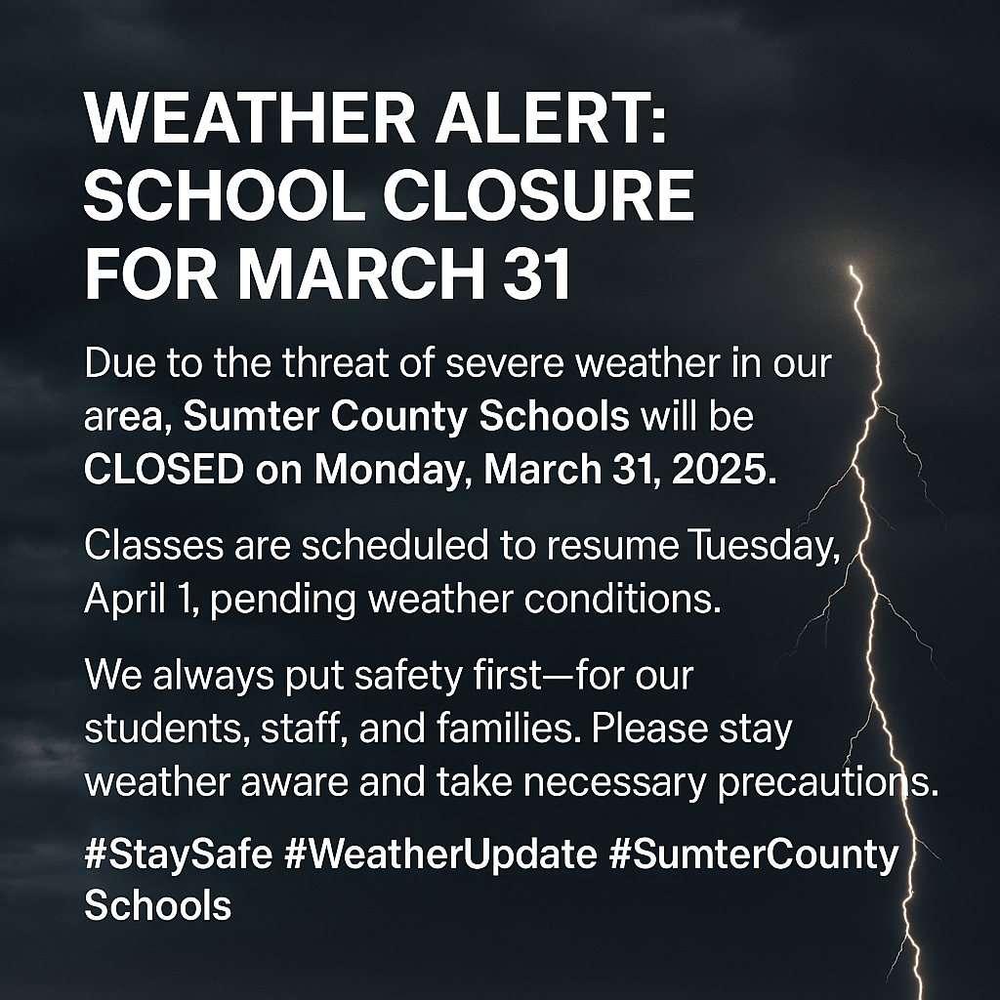 WEATHER ALERT:
SCHOOL CLOSURE
FOR MARCH 31
Due to the threat of severe weather in our
area, Sumter County Schools will be
CLOSED on Monday, March 31, 2025.
Classes are scheduled to resume Tuesday,
April 1, pending weather conditions.
We always put safety first—for our
students, staff, and families. Please stay
weather aware and take necessary precautions.
#StaySafe #WeatherUpdate #SumterCounty
Schools